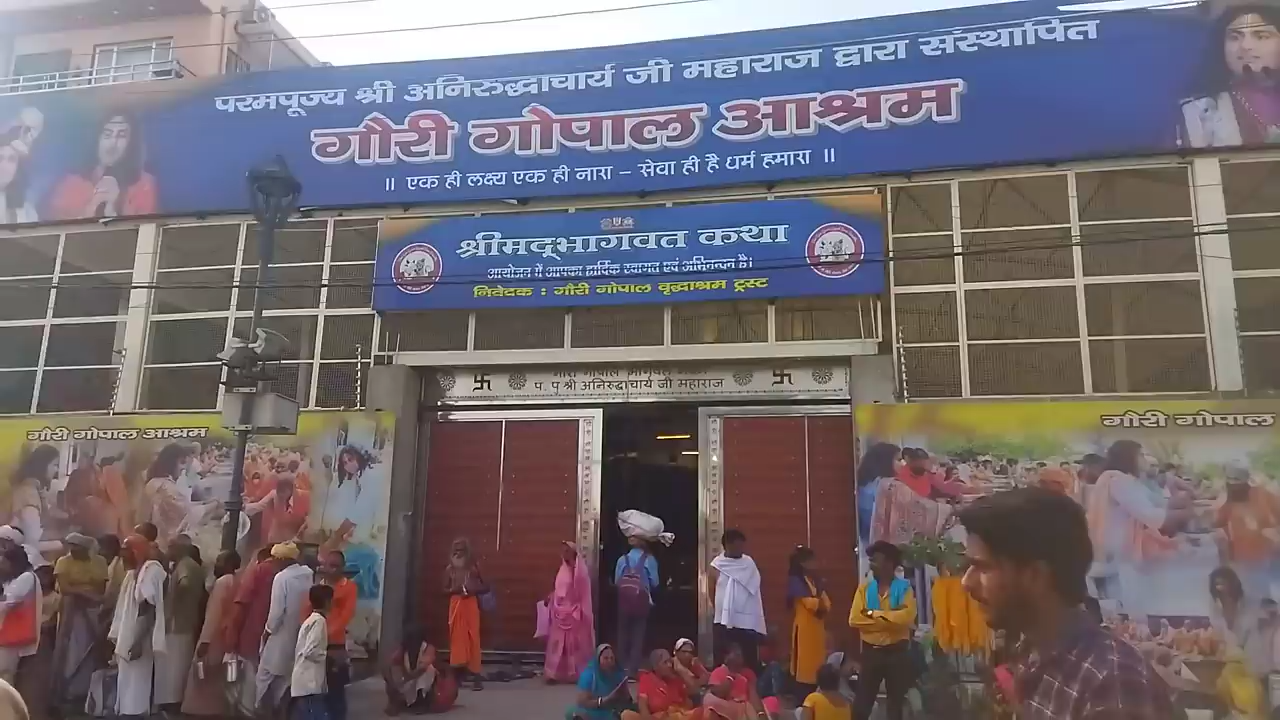 परमपूज्य श्री अनिरुद्धाचार्य जी महाराज द्वारा संस्थापित
गौरी गोपाल आश्रम
॥ एक ही लक्ष्य एक ही नारा – सेवा ही है धर्म हमारा ॥
श्रीमद्भागवत कथा
आयोजन में आपका हार्दिक स्वागत एवं अभिनन्दन है।
निवेदक : गौरी गोपाल वृद्धाश्रम ट्रस्ट
गौरी गोपाल
प. पू श्री अनिरुद्धाचार्य जी महाराज
गौरी गोपाल आश्रम
गौरी गोपाल